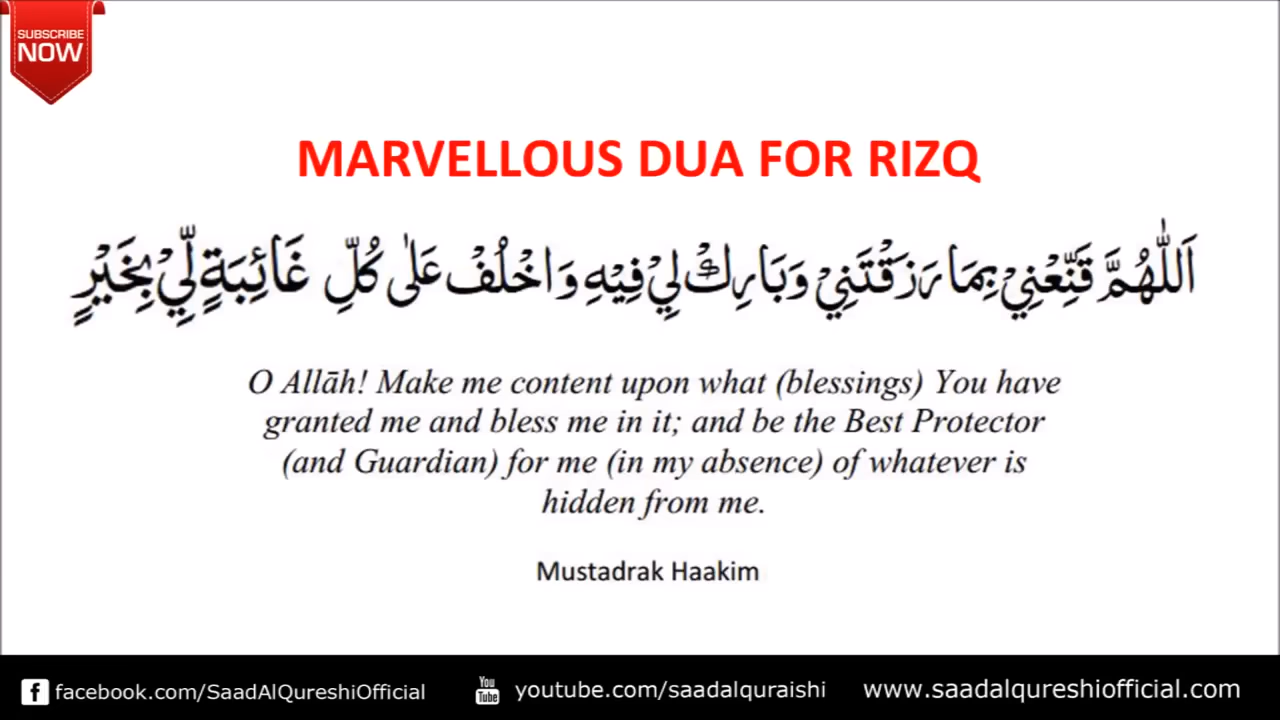 SUBSCRIBE
NOW
MARVELLOUS DUA FOR RIZQ
اَللّٰهُمَّ قَنِّعْنِيْ بِمَا رَزَقْتَنِيْ وَبَارِكْ لِيْ فِيْهِ وَاخْلُفْ عَلٰى كُلِّ غَائِبَةٍ لِّيْ بِخَيْرٍ
O Allāh! Make me content upon what (blessings) You have
granted me and bless me in it; and be the Best Protector
(and Guardian) for me (in my absence) of whatever is
hidden from me.
Mustadrak Haakim
facebook.com/SaadAlQureshiOfficial
You Tube youtube.com/saadalquraishi
www.saadalqureshiofficial.com